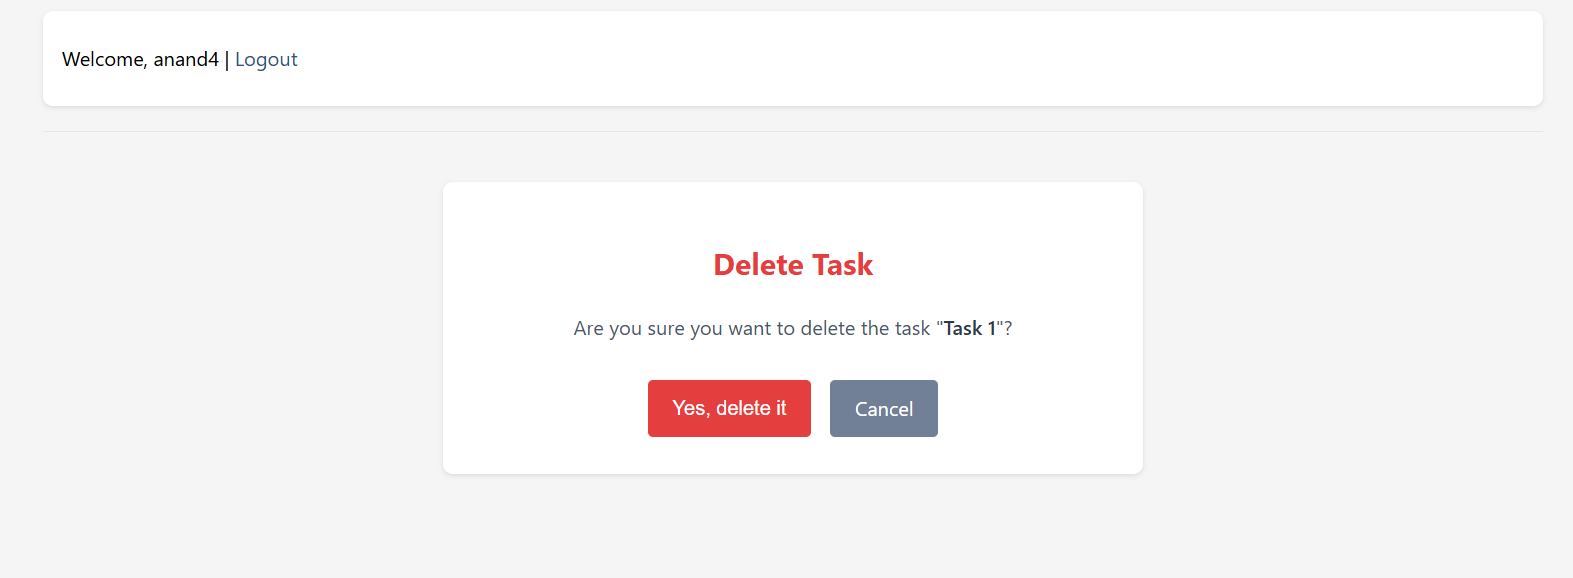 Welcome, anand4 | Logout
Delete Task
Are you sure you want to delete the task "Task 1"?
Yes, delete it
Cancel